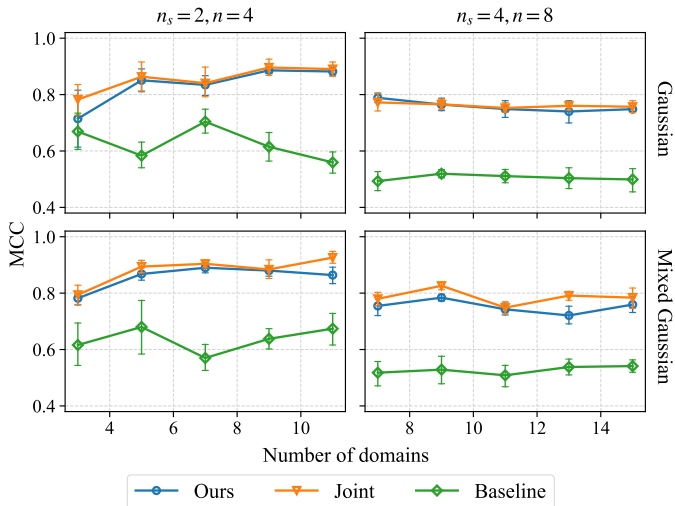 n_s = 2, n = 4
n_s = 4, n = 8
1.0
0.8
0.6
0.4
Gaussian
MCC
1.0
0.8
0.6
0.4
Mixed Gaussian
4 6 8 10
8 10 12 14
Number of domains
Ours Joint Baseline